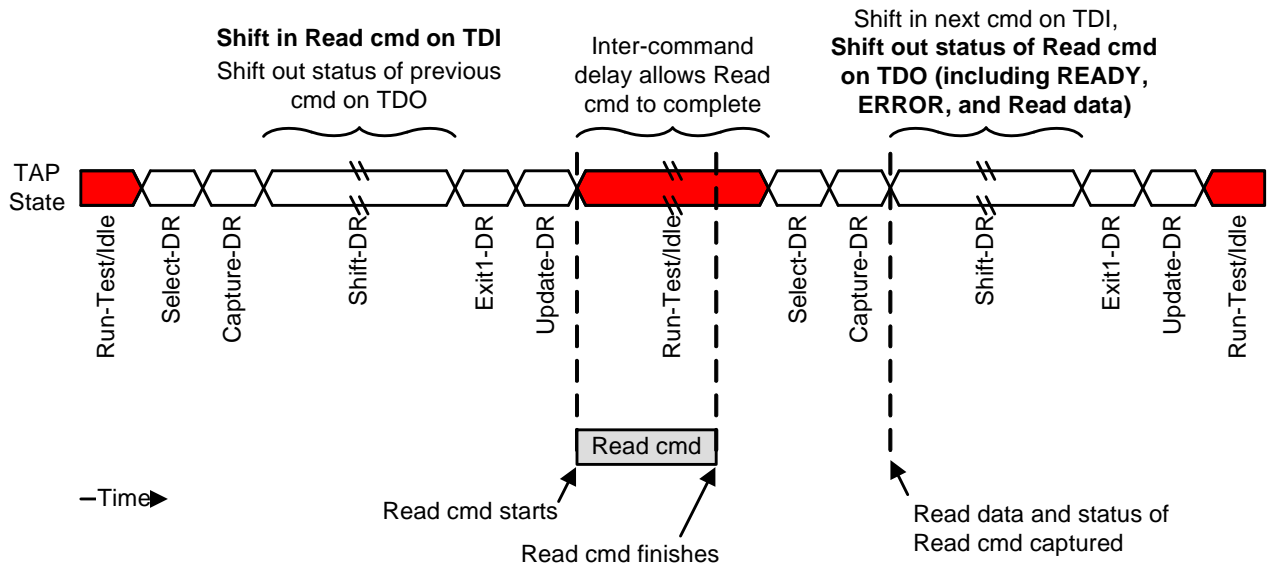 Shift in Read cmd on TDI
Shift out status of previous
cmd on TDO
Inter-command
delay allows Read
cmd to complete
Shift in next cmd on TDI,
Shift out status of Read cmd
on TDO (including READY,
ERROR, and Read data)
TAP
State
Run-Test/Idle
Select-DR
Capture-DR
Shift-DR
Exit1-DR
Update-DR
Run-Test/Idle
Select-DR
Capture-DR
Shift-DR
Exit1-DR
Update-DR
Run-Test/Idle
Read cmd
Time
Read cmd starts
Read cmd finishes
Read data and status of
Read cmd captured